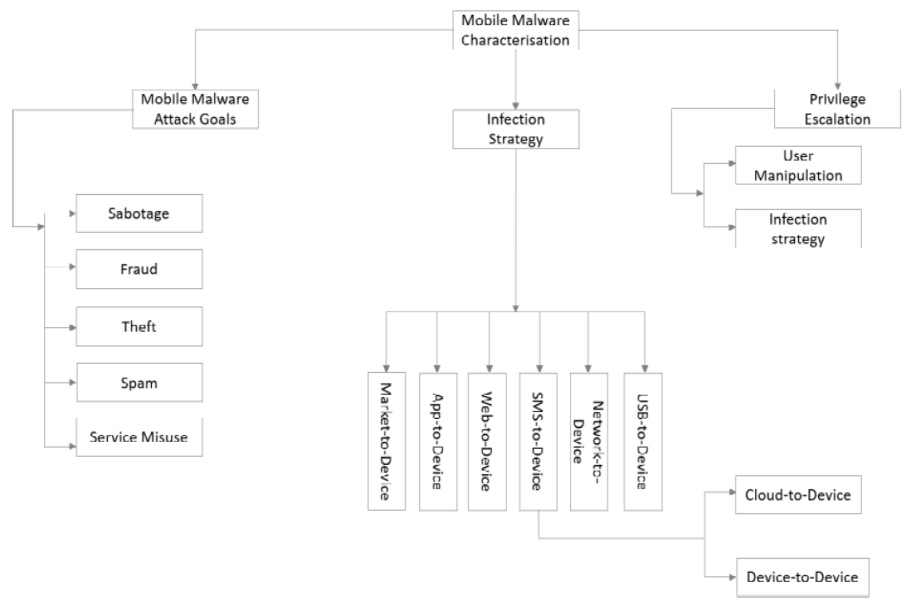 Mobile Malware
Characterisation
Mobile Malware
Attack Goals
Infection
Strategy
Privilege
Escalation
User
Manipulation
Infection
strategy
Sabotage
Fraud
Theft
Spam
Service Misuse
Market-to-Device
App-to-Device
Web-to-Device
SMS-to-Device
Network-to-
Device
USB-to-Device
Cloud-to-Device
Device-to-Device